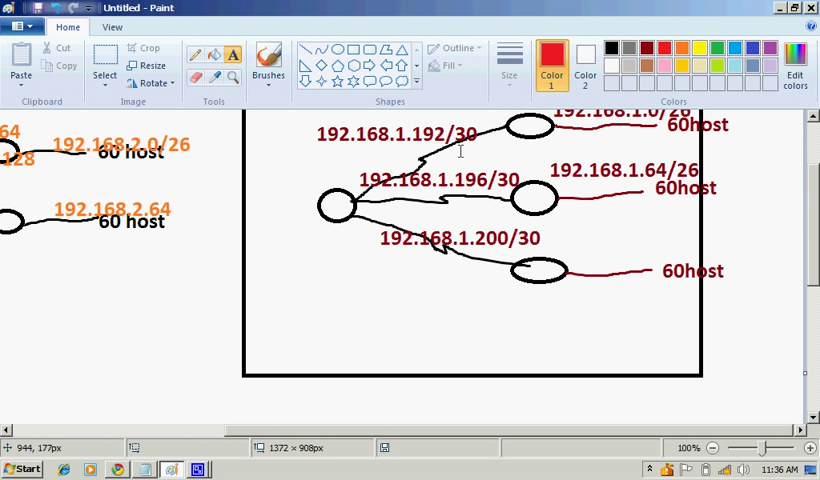 Untitled - Paint
Home
View
Paste
Cut
Copy
Clipboard
Select
Crop
Resize
Rotate
Image
A
Tools
Brushes
Outline
Fill
Shapes
Size
Color 1
Color 2
Edit colors
Colors
64
192.168.2.0/26
60 host
128
192.168.2.64
60 host
192.168.1.192/30
192.168.1.0/26
60host
192.168.1.196/30
192.168.1.64/26
60host
192.168.1.200/30
60host
944, 177px
1372 × 908px
100%
Start
11:36 AM